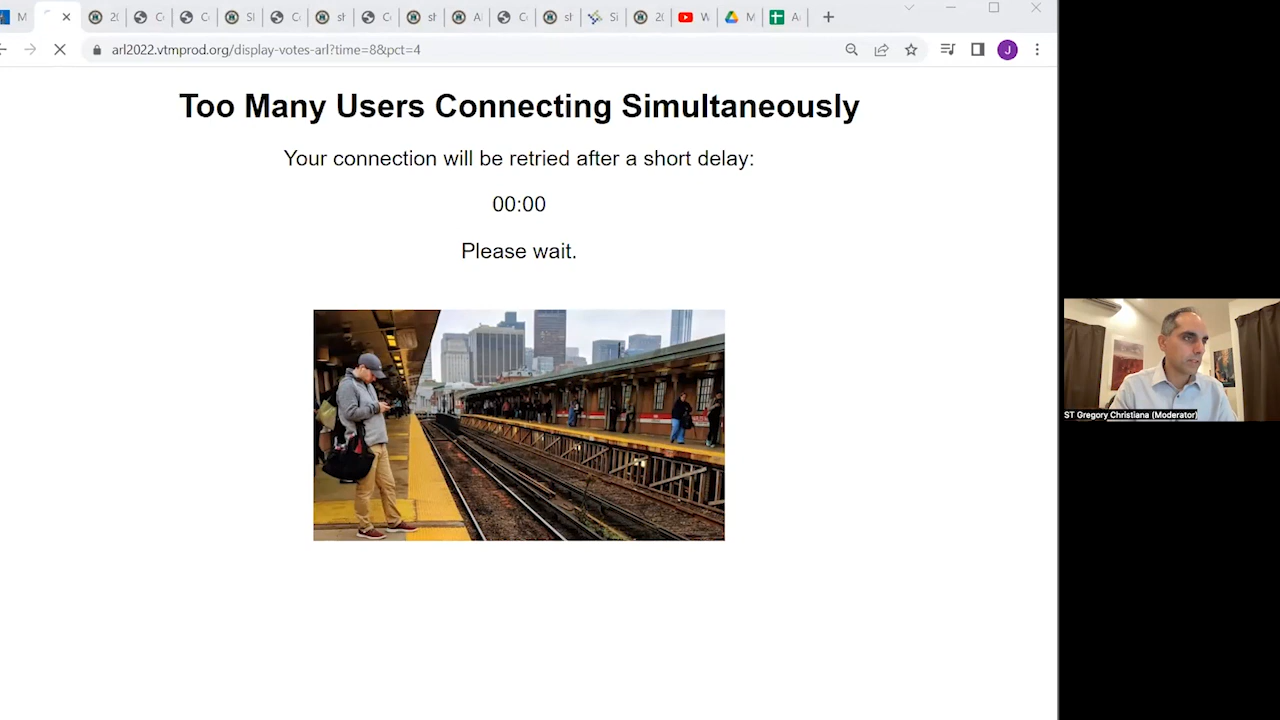 arl2022.vtmprod.org/display-votes-arl?time=8&pct=4
Too Many Users Connecting Simultaneously
Your connection will be retried after a short delay:
00:00
Please wait.
ST Gregory Christiana (Moderator)
J